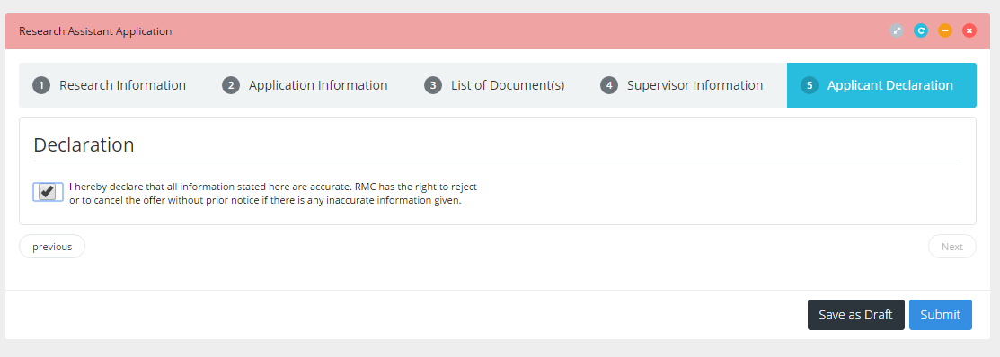 Research Assistant Application
1 Research Information
2 Application Information
3 List of Document(s)
4 Supervisor Information
5 Applicant Declaration
Declaration
I hereby declare that all information stated here are accurate. RMC has the right to reject
or to cancel the offer without prior notice if there is any inaccurate information given.
previous
Next
Save as Draft
Submit